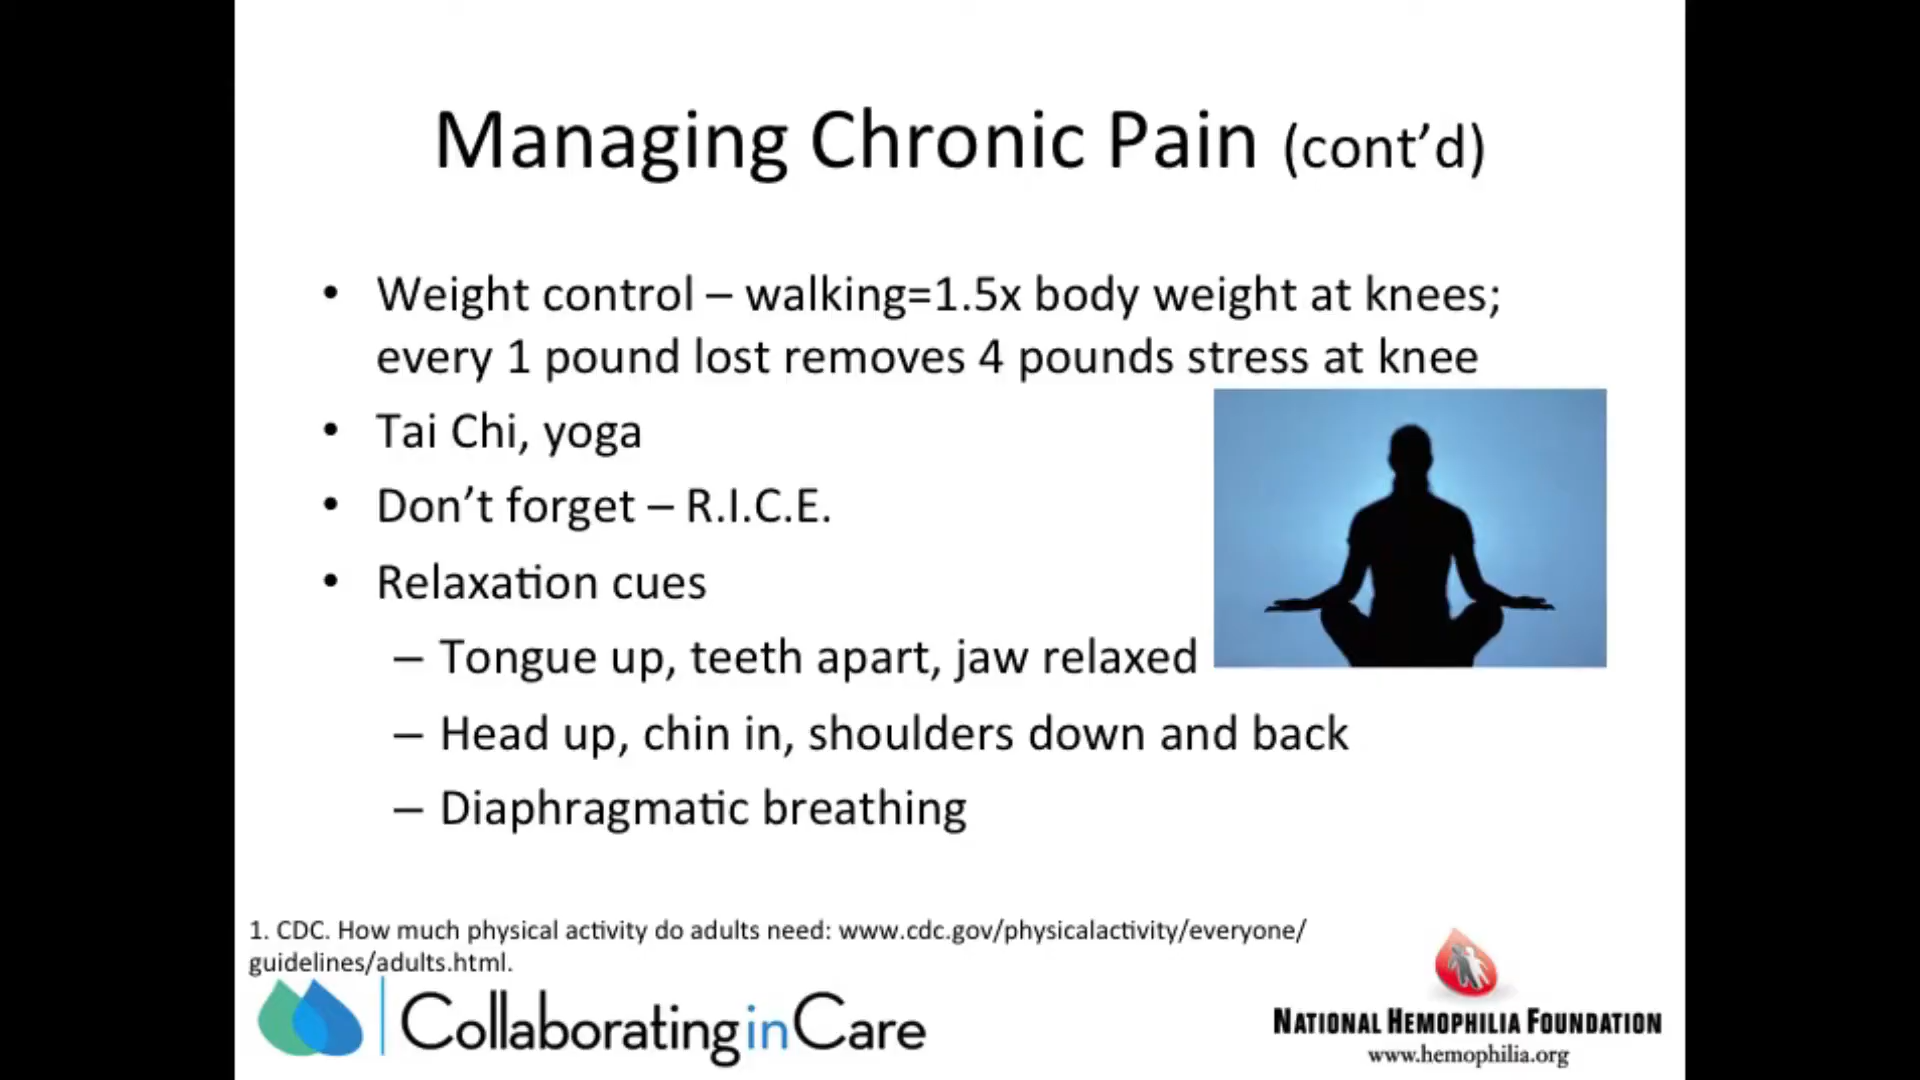 Managing Chronic Pain (cont’d)
• Weight control – walking=1.5x body weight at knees;
every 1 pound lost removes 4 pounds stress at knee
• Tai Chi, yoga
• Don’t forget – R.I.C.E.
• Relaxation cues
– Tongue up, teeth apart, jaw relaxed
– Head up, chin in, shoulders down and back
– Diaphragmatic breathing
1. CDC. How much physical activity do adults need: www.cdc.gov/physicalactivity/everyone/
guidelines/adults.html.
Collaborating in Care
NATIONAL HEMOPHILIA FOUNDATION
www.hemophilia.org